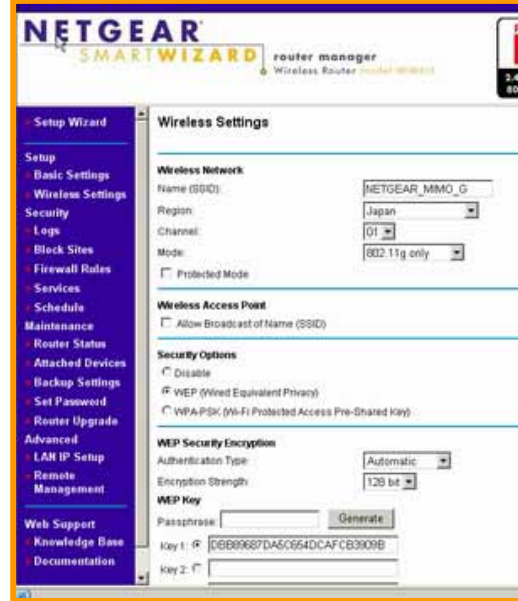 NETGEAR
SMARTWIZARD router manager
Wireless Router
2.4
80
Setup Wizard
Setup
Basic Settings
Wireless Settings
Security
Logs
Block Sites
Firewall Rules
Services
Schedule
Maintenance
Router Status
Attached Devices
Backup Settings
Set Password
Router Upgrade
Advanced
LAN IP Setup
Remote
Management
Web Support
Knowledge Base
Documentation
Wireless Settings
Wireless Network
Name (SSID): NETGEAR_MIMO_G
Region: Japan
Channel: 01
Mode: 802.11g only
Protected Mode
Wireless Access Point
Allow Broadcast of Name (SSID)
Security Options
Disable
WEP (Wired Equivalent Privacy)
WPA-PSK (Wi-Fi Protected Access Pre-Shared Key)
WEP Security Encryption
Authentication Type: Automatic
Encryption Strength: 128 bit
WEP Key
Passphrase: Generate
Key 1:
Key 2: